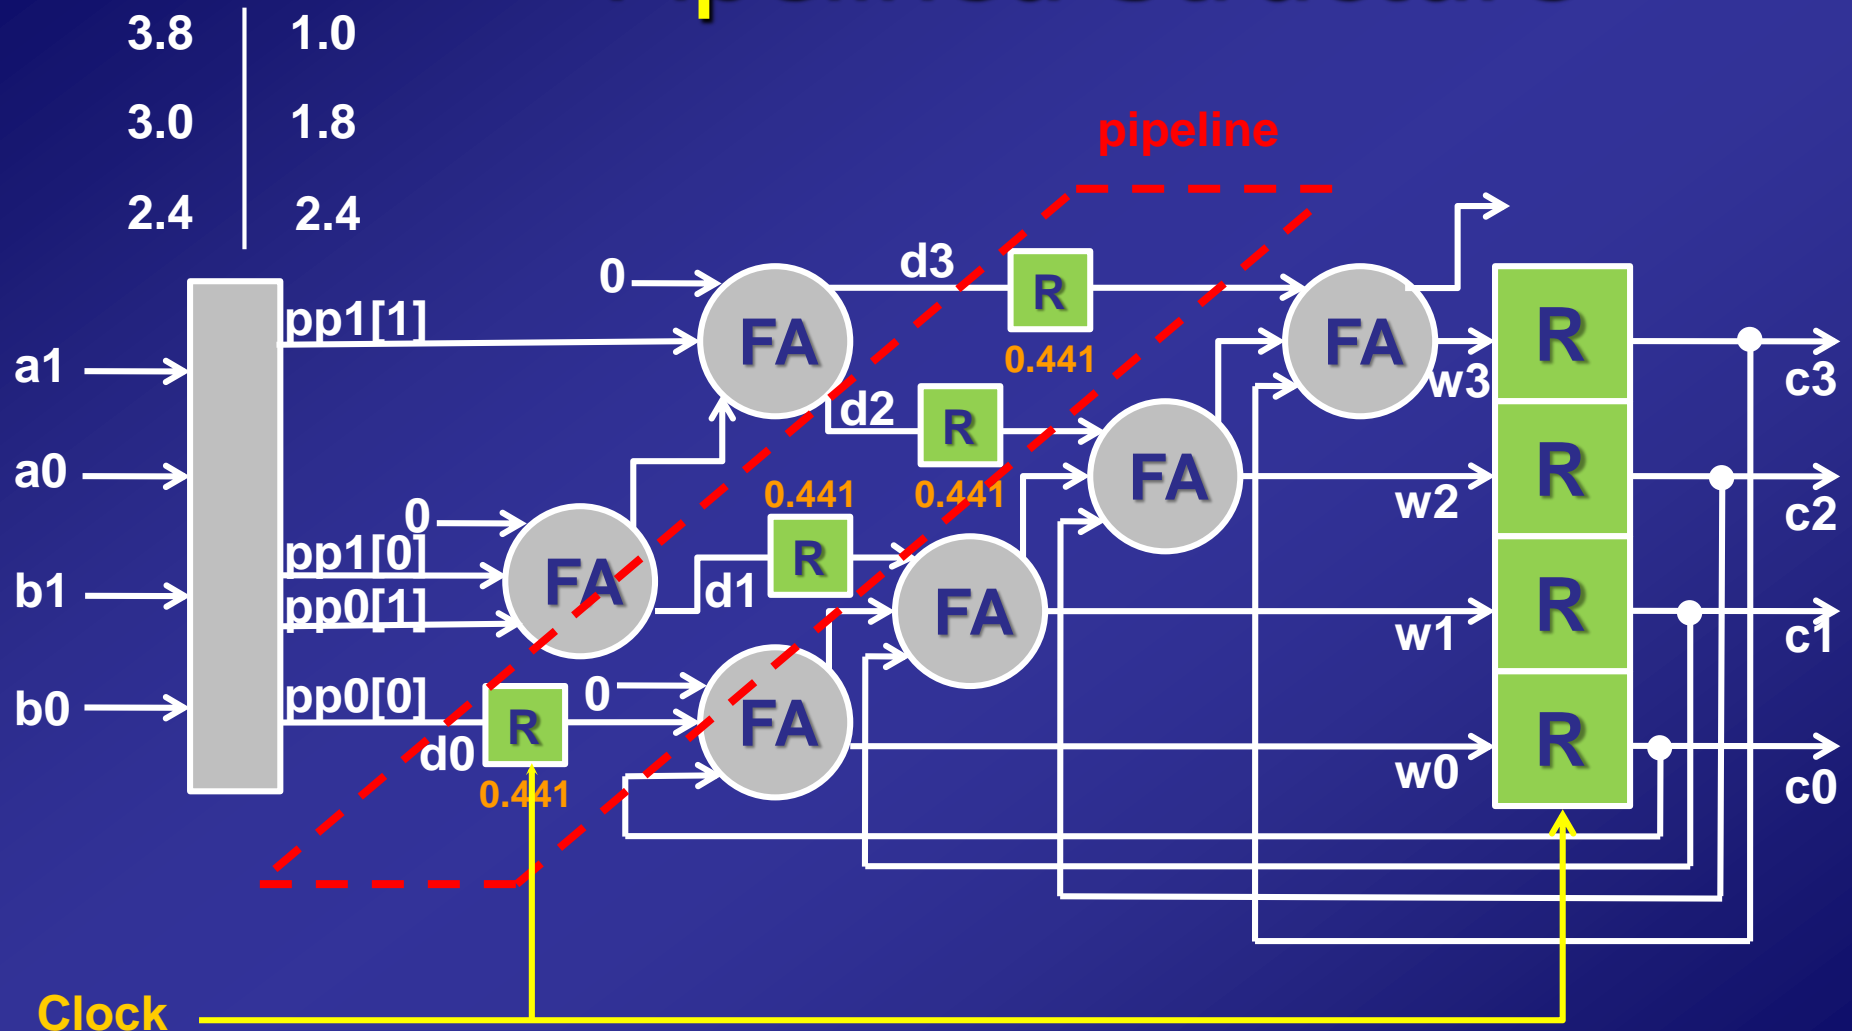 3.8 1.0
3.0 1.8
2.4 2.4
pipeline
0
d3
R
FA
FA
R
pp1[1]
0.441
w3
c3
a1
d2
R
a0
0.441
0.441
FA
R
w2
c2
0
pp1[0]
R
b1
FA
pp0[1]
d1
FA
R
w1
c1
b0
pp0[0]
R
0
FA
R
d0
0.441
w0
c0
Clock